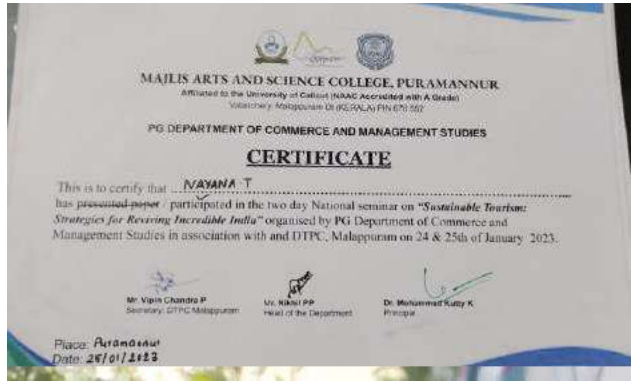 MAJLIS ARTS AND SCIENCE COLLEGE, PURAMANNUR
Affiliated to the University of Calicut (NAAC Accredited with A Grade)
Valanchery, Malappuram Dt (KERALA) PIN 676 552
PG DEPARTMENT OF COMMERCE AND MANAGEMENT STUDIES
CERTIFICATE
This is to certify that NAYANA T
has presented paper / participated in the two day National seminar on "Sustainable Tourism:
Strategies for Reviving Incredible India" organised by PG Department of Commerce and
Management Studies in association with and DTPC, Malappuram on 24 & 25th of January 2023.
Mr. Vipin Chandra P
Secretary, DTPC Malappuram
Mr. Nikhil PP
Head of the Department
Dr. Mohammad Kutty K
Principal
Place: Puramannur
Date: 25/01/2023